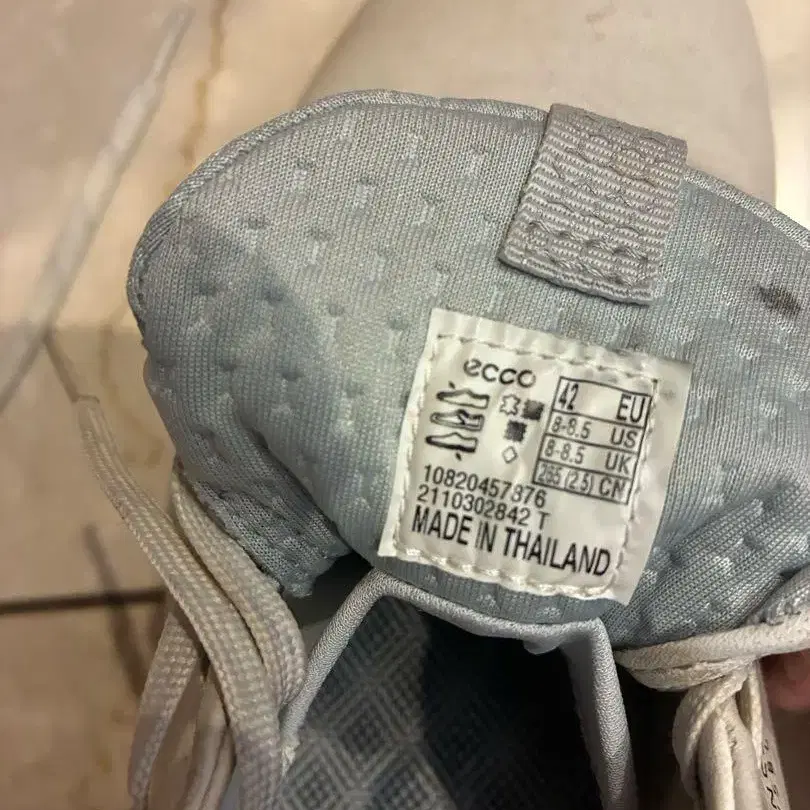 ecco
42 EU
8-8.5 US
8-8.5 UK
265 (2.5) CN
10820457876
2110302842 T
MADE IN THAILAND